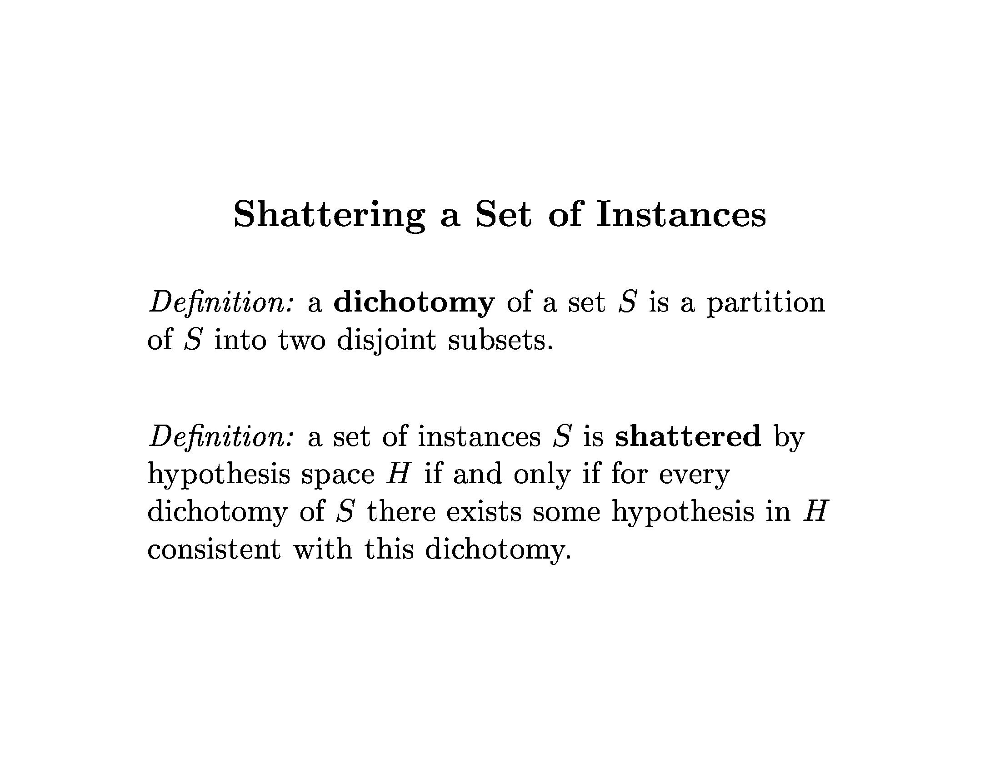 Shattering a Set of Instances
Definition: a dichotomy of a set S is a partition
of S into two disjoint subsets.
Definition: a set of instances S is shattered by
hypothesis space H if and only if for every
dichotomy of S there exists some hypothesis in H
consistent with this dichotomy.